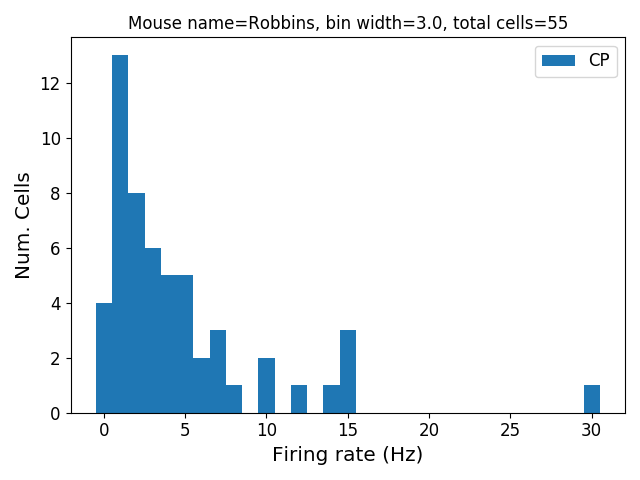 Mouse name=Robbins, bin width=3.0, total cells=55
CP
12
10
8
6
4
2
0
Num. Cells
0 5 10 15 20 25 30
Firing rate (Hz)